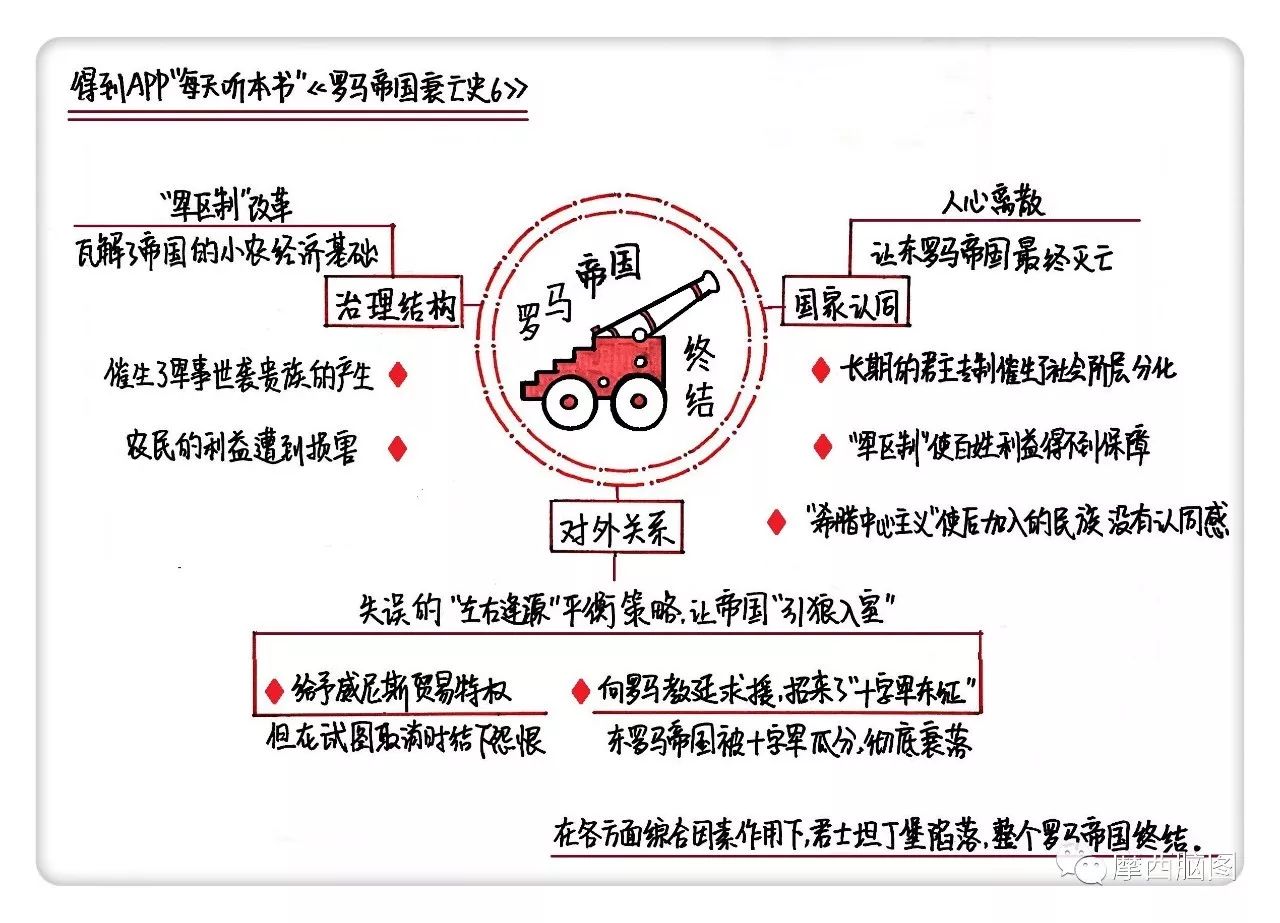 得到APP"每天听本书"《罗马帝国衰亡史6》
"军区制"改革
瓦解了帝国的小农经济基础
治理结构
催生了军事世袭贵族的产生
农民的利益遭到损害
罗马帝国
终结
人心离散
让东罗马帝国最终灭亡
国家认同
长期的君主专制催生了社会阶层分化
"军区制"使百姓利益得不到保障
"希腊中心主义"使后加入的民族没有认同感
对外关系
失误的"左右逢源"平衡策略,让帝国"引狼入室"
给予威尼斯贸易特权
但在试图取消时结下怨恨
向罗马教廷求援,招来了"十字军东征"
东罗马帝国被十字军瓜分,彻底衰落
在各方面综合因素作用下,君士坦丁堡陷落,整个罗马帝国终结.
摩西脑图